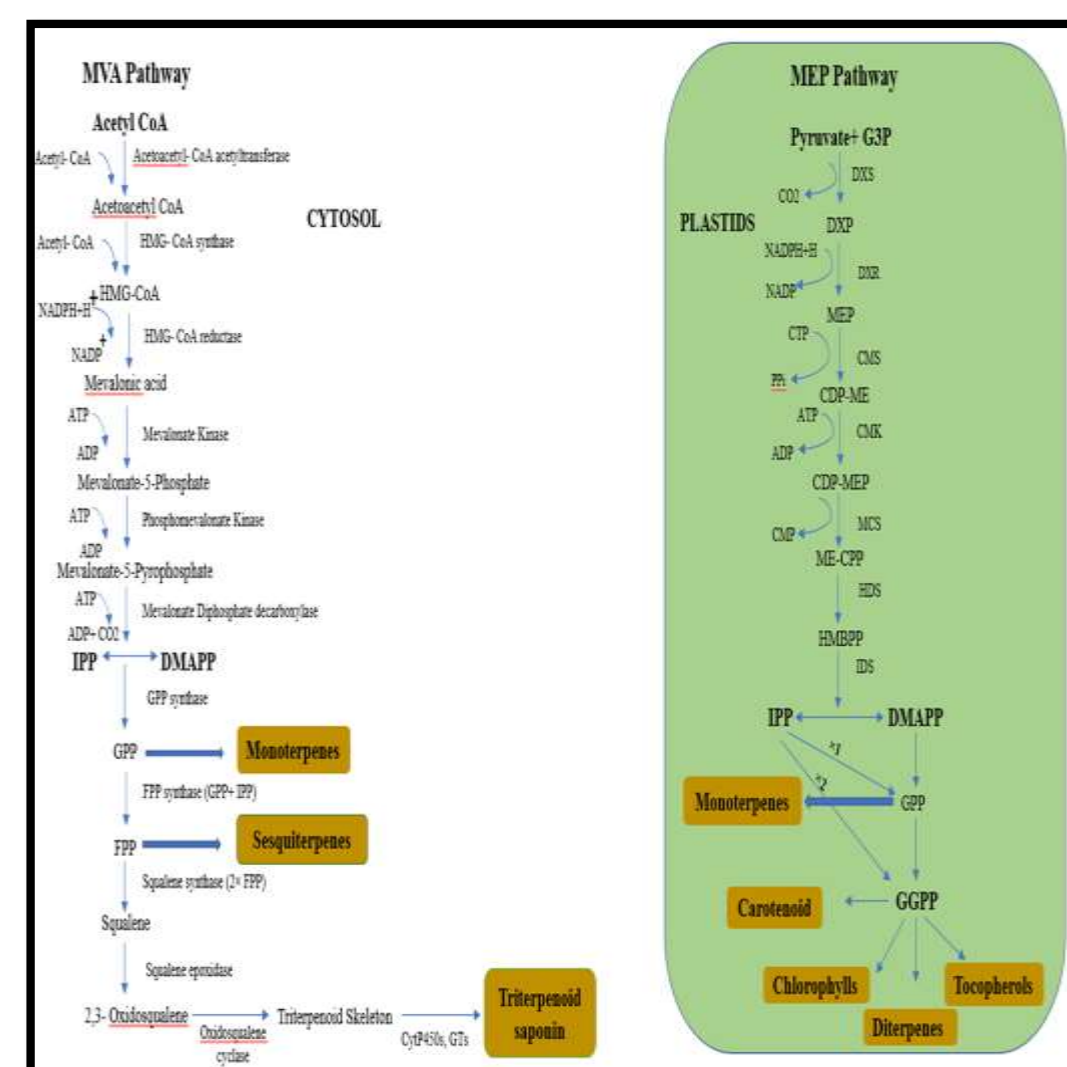 MVA Pathway
Acetyl CoA
Acetyl- CoA
Acetoacetyl- CoA acetyltransferase
Acetoacetyl CoA
CYTOSOL
Acetyl- CoA
HMG- CoA synthase
HMG-CoA
NADPH+H+
HMG- CoA reductase
NADP+
Mevalonic acid
ATP
Mevalonate Kinase
ADP
Mevalonate-5-Phosphate
ATP
Phosphomevalonate Kinase
ADP
Mevalonate-5-Pyrophosphate
ATP
Mevalonate Diphosphate decarboxylase
ADP+ CO2
IPP
DMAPP
GPP synthase
GPP
Monoterpenes
FPP synthase (GPP+ IPP)
FPP
Sesquiterpenes
Squalene synthase (2× FPP)
Squalene
Squalene epoxidase
2,3- Oxidosqualene
Oxidosqualene
cyclase
Triterpenoid Skeleton
CytP450s, GTs
Triterpenoid
saponin
MEP Pathway
Pyruvate+ G3P
DXS
CO2
PLASTIDS
DXP
NADPH+H
DXR
NADP
MEP
CTP
CMS
PPi
CDP-ME
ATP
CMK
ADP
CDP-MEP
MCS
CMP
ME-CPP
HDS
HMBPP
IDS
IPP
DMAPP
*1
*2
Monoterpenes
GPP
Carotenoid
GGPP
Chlorophylls
Tocopherols
Diterpenes